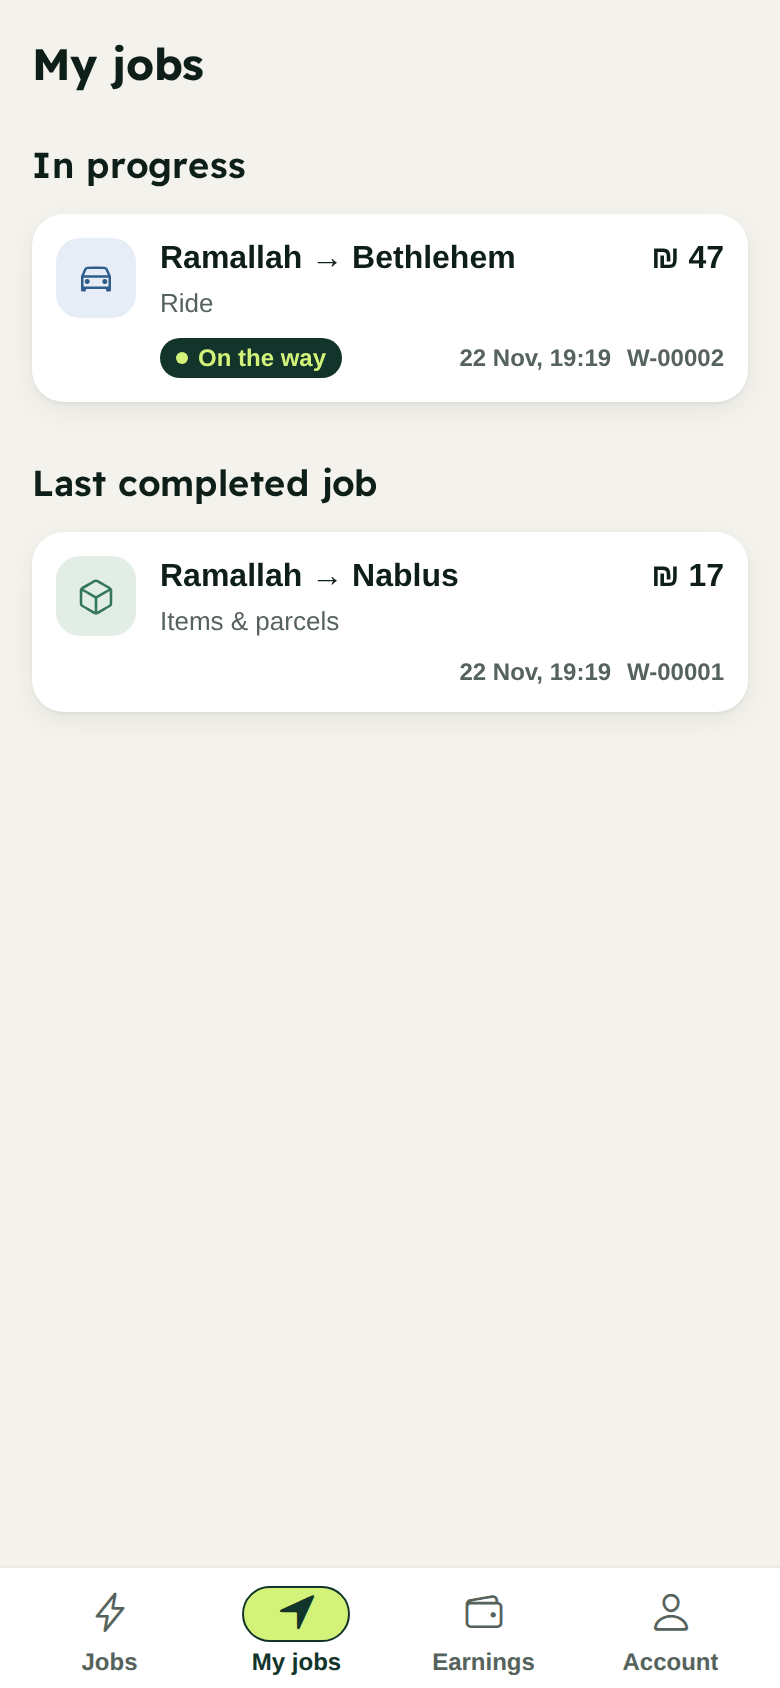 My jobs
In progress
Ramallah → Bethlehem ₪ 47
Ride
On the way 22 Nov, 19:19 W-00002
Last completed job
Ramallah → Nablus ₪ 17
Items & parcels
22 Nov, 19:19 W-00001
Jobs My jobs Earnings Account